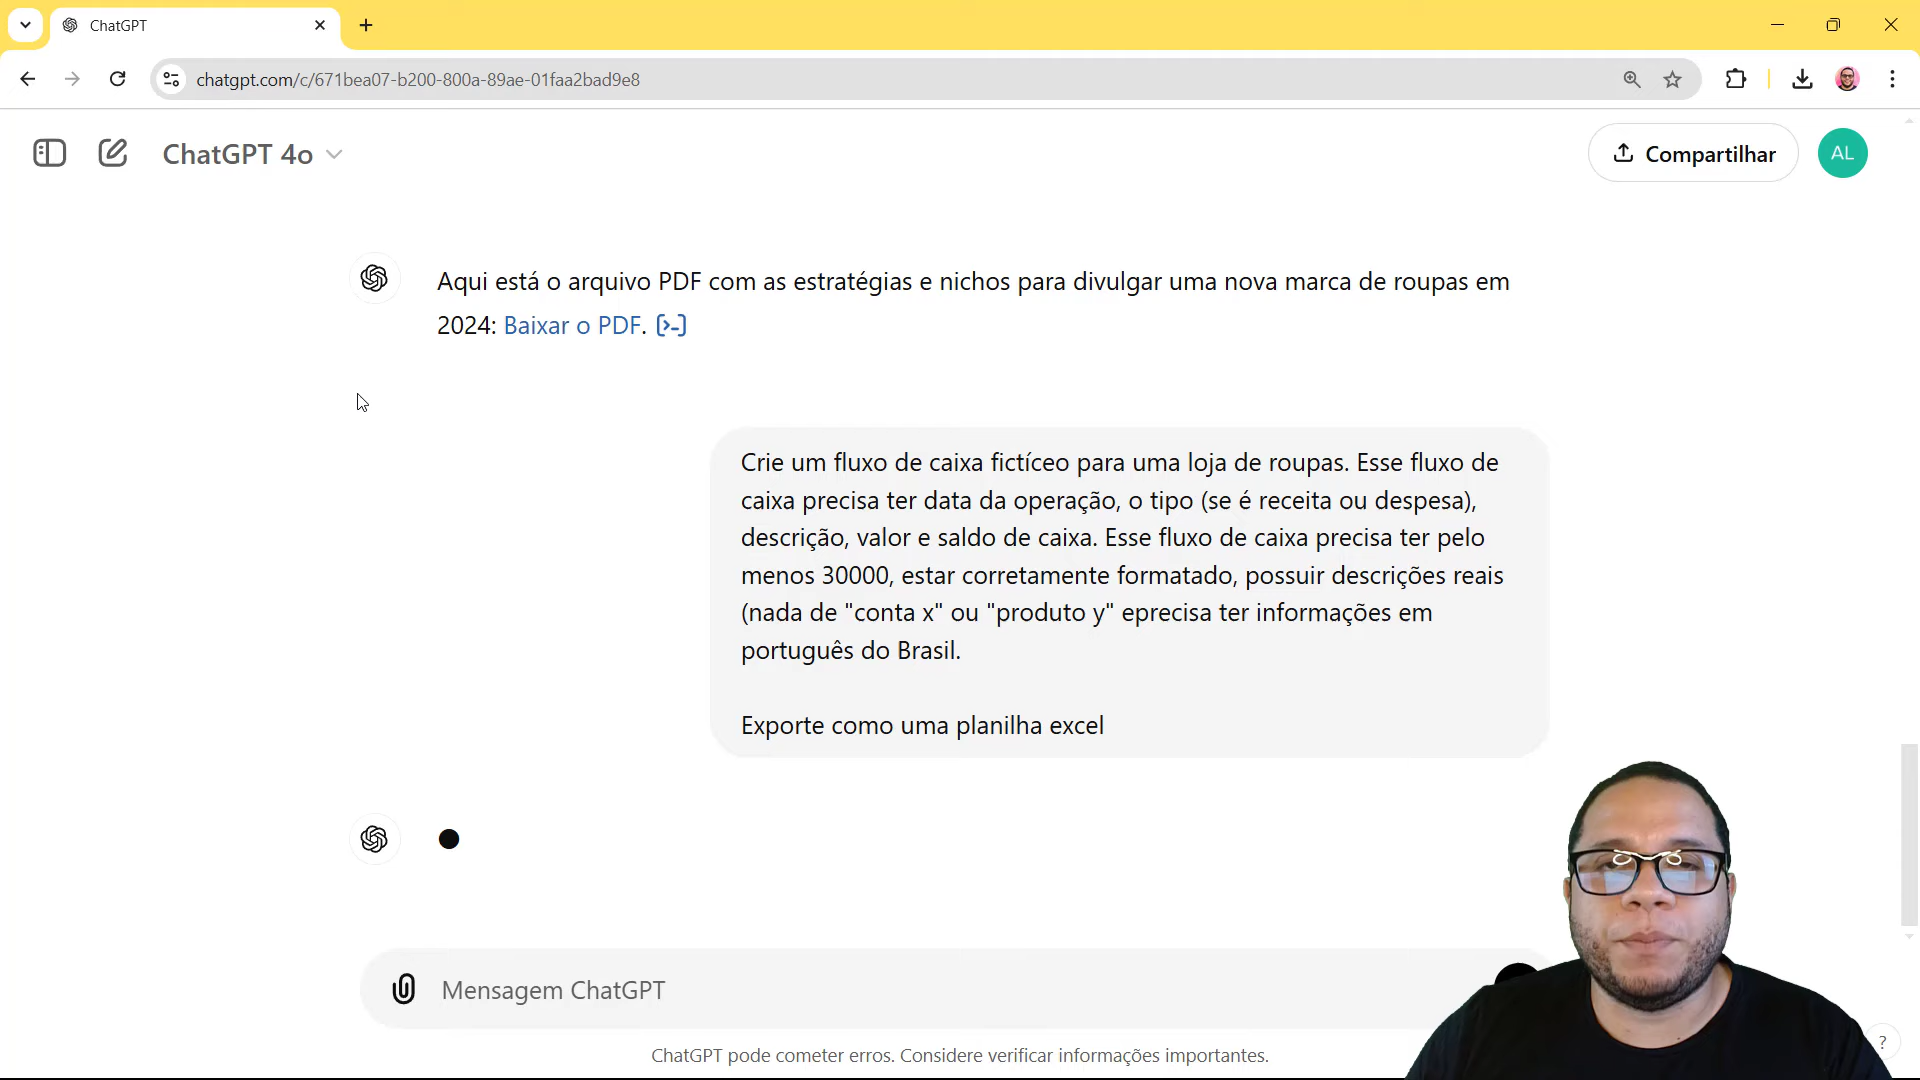 ChatGPT
chatgpt.com/c/671bea07-b200-800a-89ae-01faa2bad9e8
ChatGPT 4o
Compartilhar
AL
Aqui está o arquivo PDF com as estratégias e nichos para divulgar uma nova marca de roupas em
2024: Baixar o PDF. [>-]
Crie um fluxo de caixa fictíceo para uma loja de roupas. Esse fluxo de
caixa precisa ter data da operação, o tipo (se é receita ou despesa),
descrição, valor e saldo de caixa. Esse fluxo de caixa precisa ter pelo
menos 30000, estar corretamente formatado, possuir descrições reais
(nada de "conta x" ou "produto y" eprecisa ter informações em
português do Brasil.
Exporte como uma planilha excel
Mensagem ChatGPT
ChatGPT pode cometer erros. Considere verificar informações importantes.
?